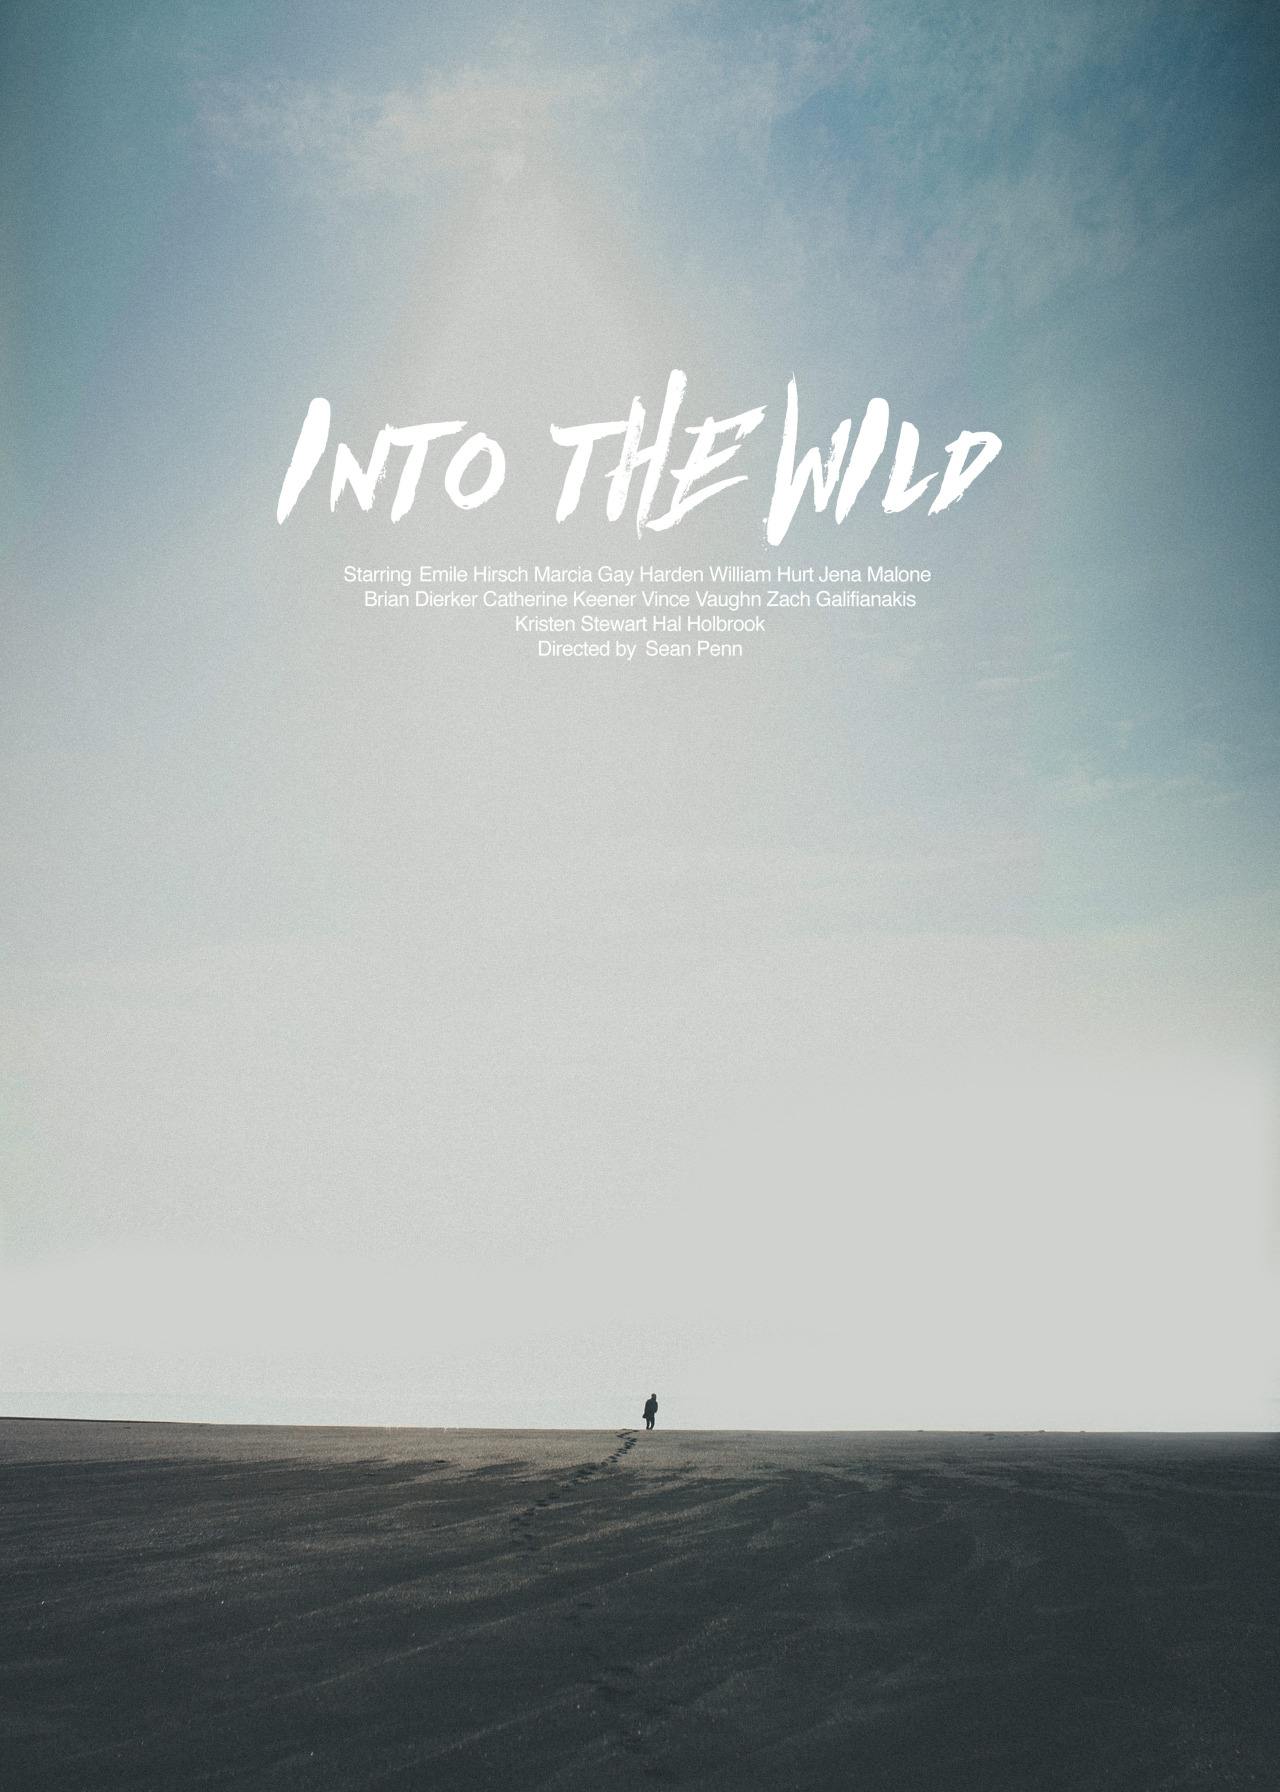 INTO THE WILD
Starring Emile Hirsch Marcia Gay Harden William Hurt Jena Malone
Brian Dierker Catherine Keener Vince Vaughn Zach Galifianakis
Kristen Stewart Hal Holbrook
Directed by Sean Penn